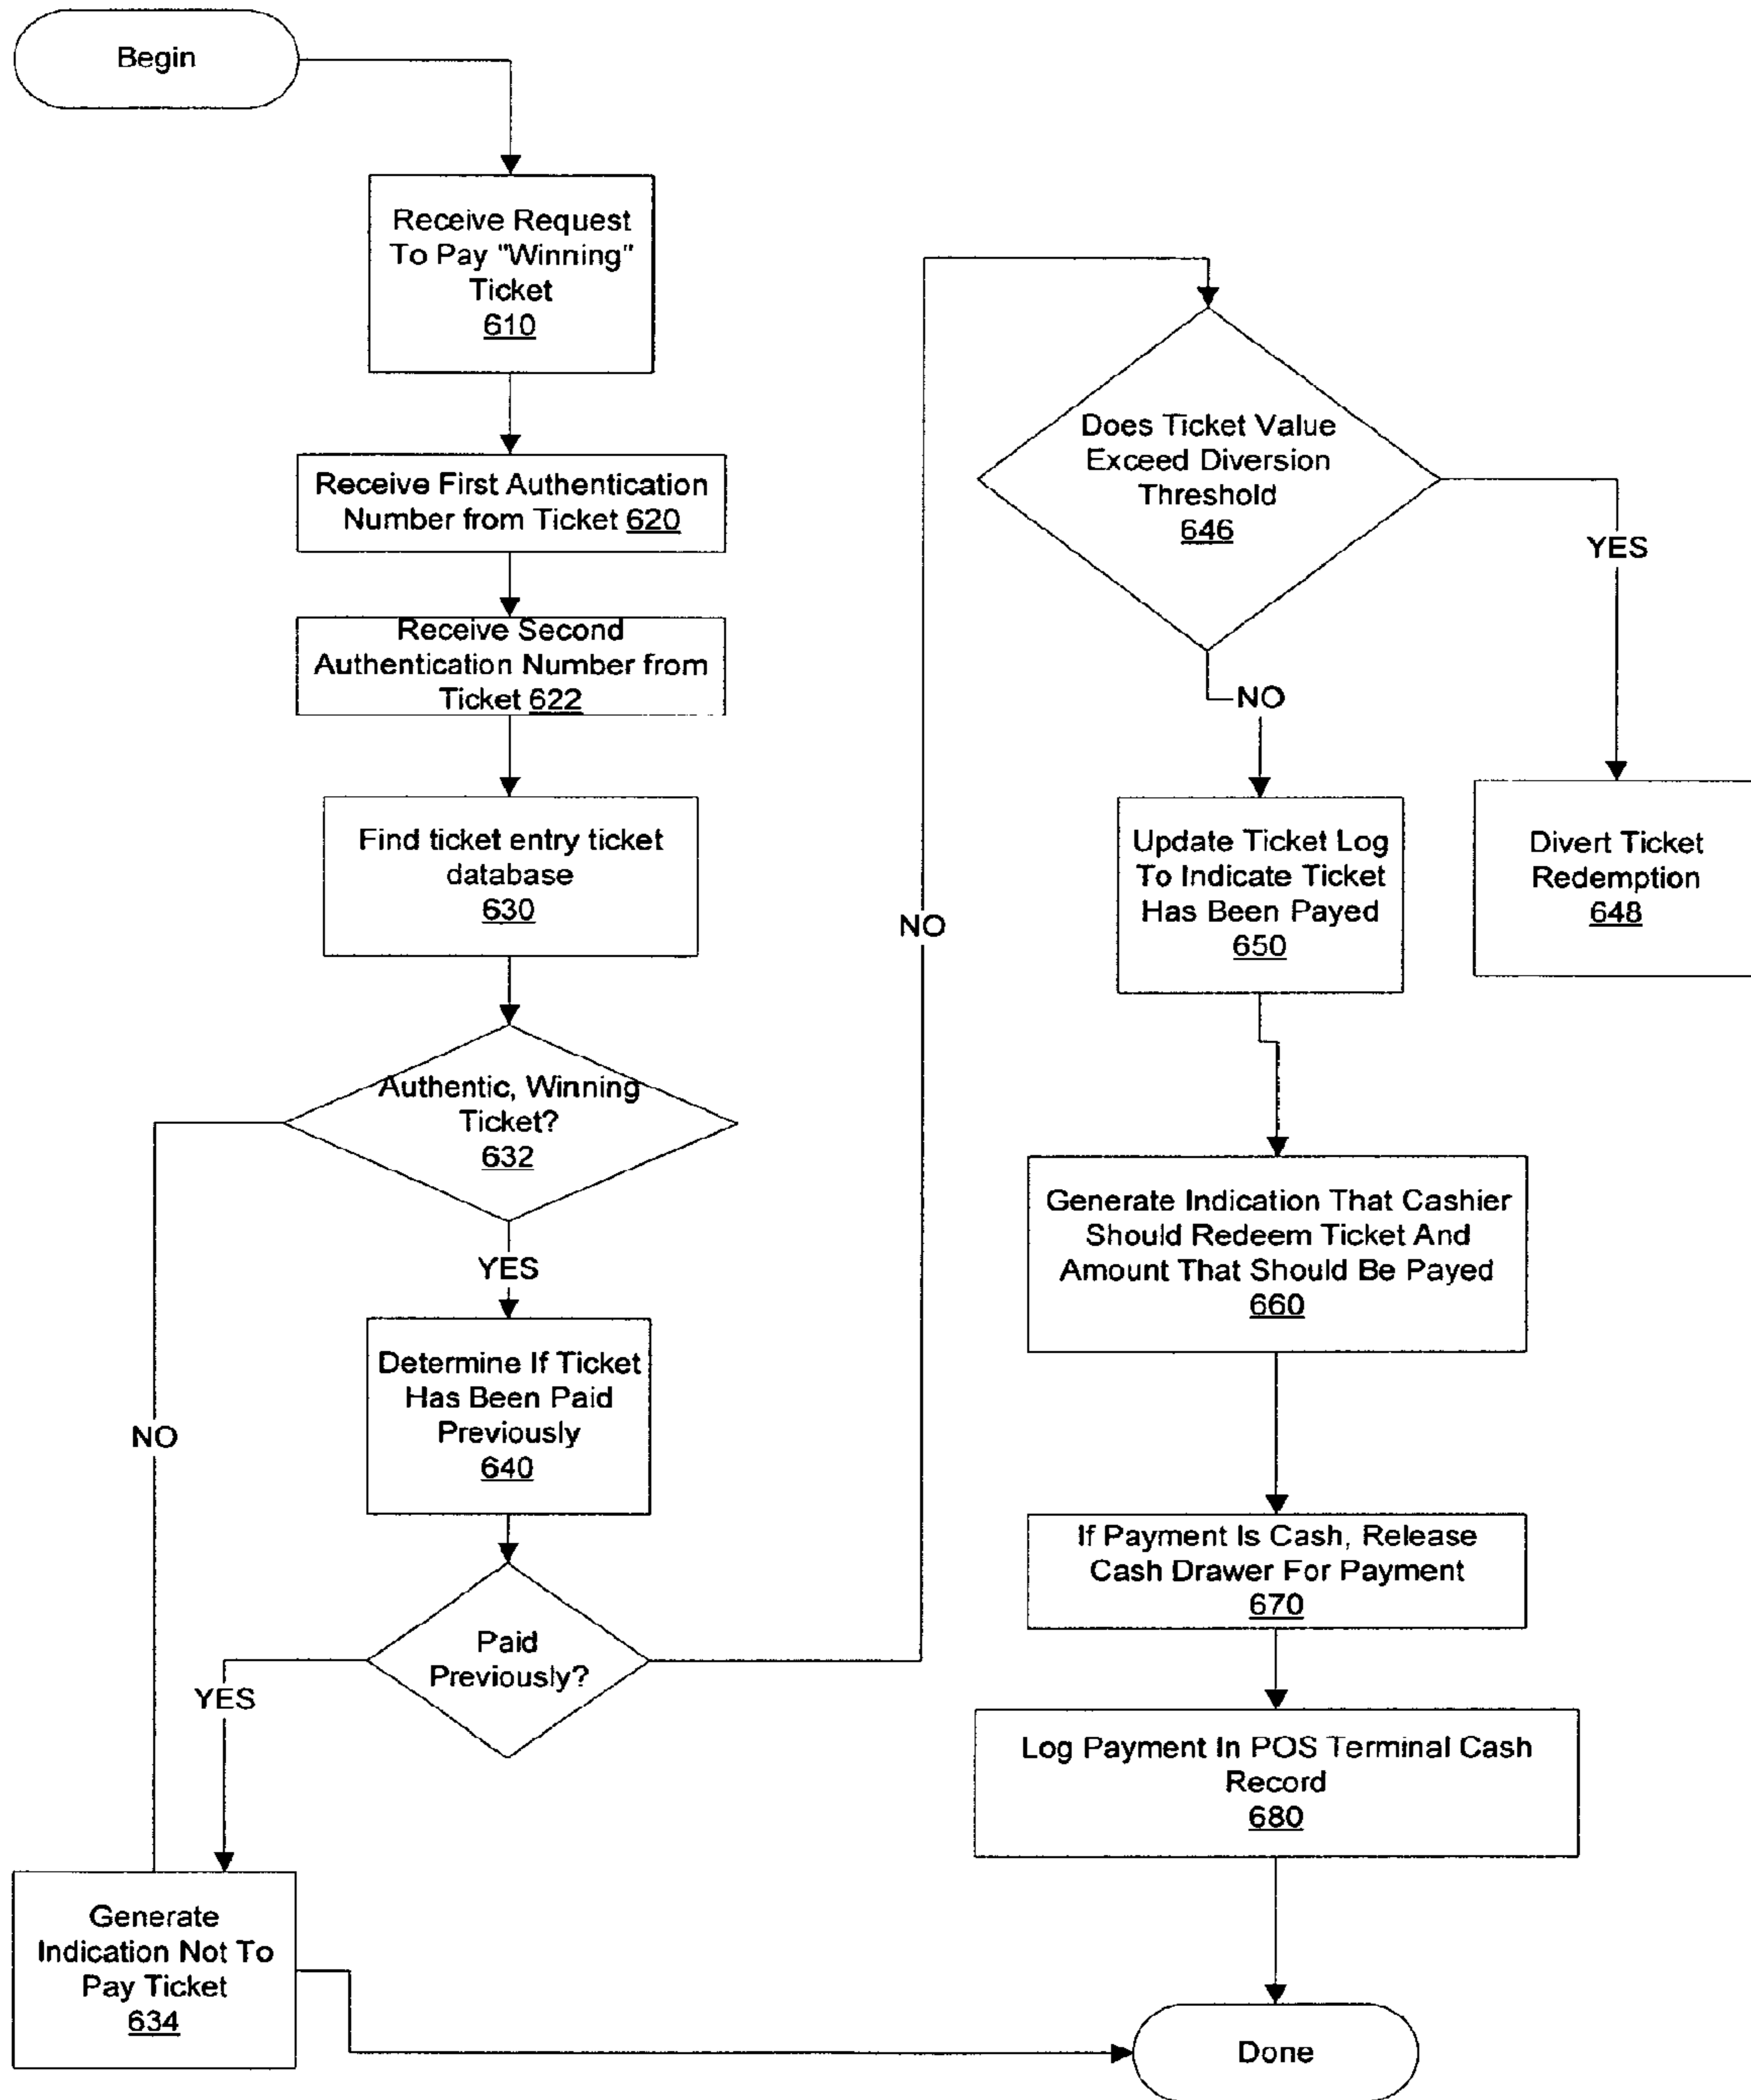 Begin
Receive Request
To Pay "Winning"
Ticket
610
Receive First Authentication
Number from Ticket 620
Receive Second
Authentication Number from
Ticket 622
Find ticket entry ticket
database
630
Authentic, Winning
Ticket?
632
NO
YES
Determine If Ticket
Has Been Paid
Previously
640
Paid
Previously?
YES
NO
Generate
Indication Not To
Pay Ticket
634
Does Ticket Value
Exceed Diversion
Threshold
646
YES
NO
Divert Ticket
Redemption
648
Update Ticket Log
To Indicate Ticket
Has Been Payed
650
Generate Indication That Cashier
Should Redeem Ticket And
Amount That Should Be Payed
660
If Payment Is Cash, Release
Cash Drawer For Payment
670
Log Payment In POS Terminal Cash
Record
680
Done